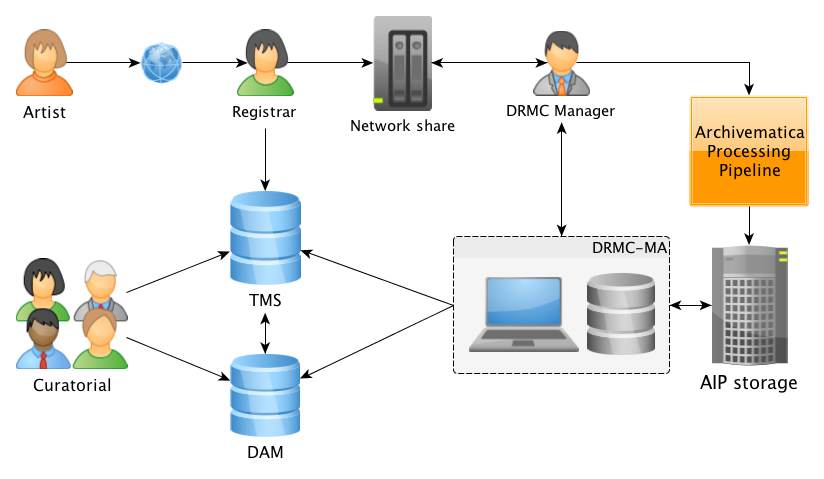 Artist
Registrar
Network share
DRMC Manager
Archivematica
Processing
Pipeline
DRMC-MA
TMS
Curatorial
AIP storage
DAM